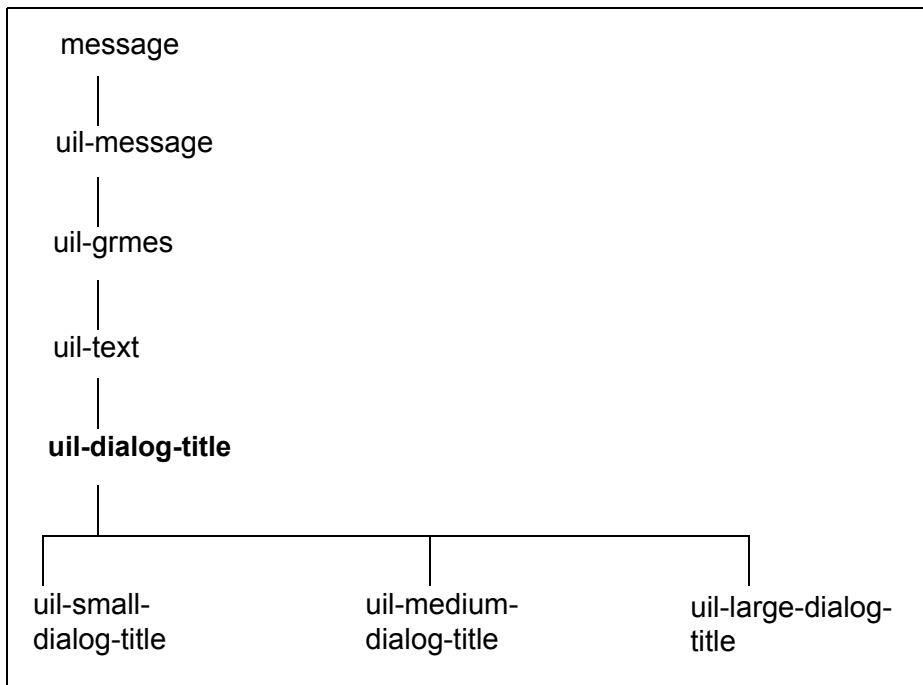 message
uil-message
uil-grmes
uil-text
uil-dialog-title
uil-small-
dialog-title
uil-medium-
dialog-title
uil-large-dialog-
title